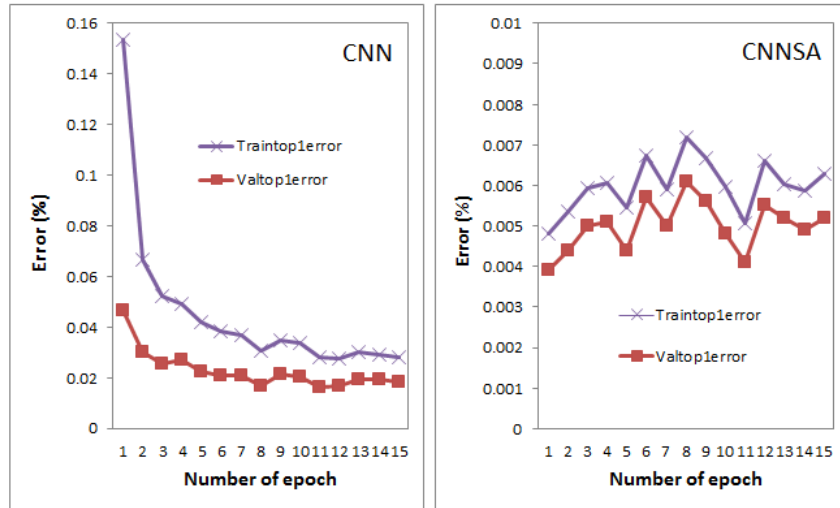 CNN
0.16
0.14
0.12
0.1
0.08
0.06
0.04
0.02
0
Error (%)
Traintop1error
Valtop1error
1 2 3 4 5 6 7 8 9 10 11 12 13 14 15
Number of epoch
CNNSA
0.01
0.009
0.008
0.007
0.006
0.005
0.004
0.003
0.002
0.001
0
Error (%)
Traintop1error
Valtop1error
1 2 3 4 5 6 7 8 9 10 11 12 13 14 15
Number of epoch